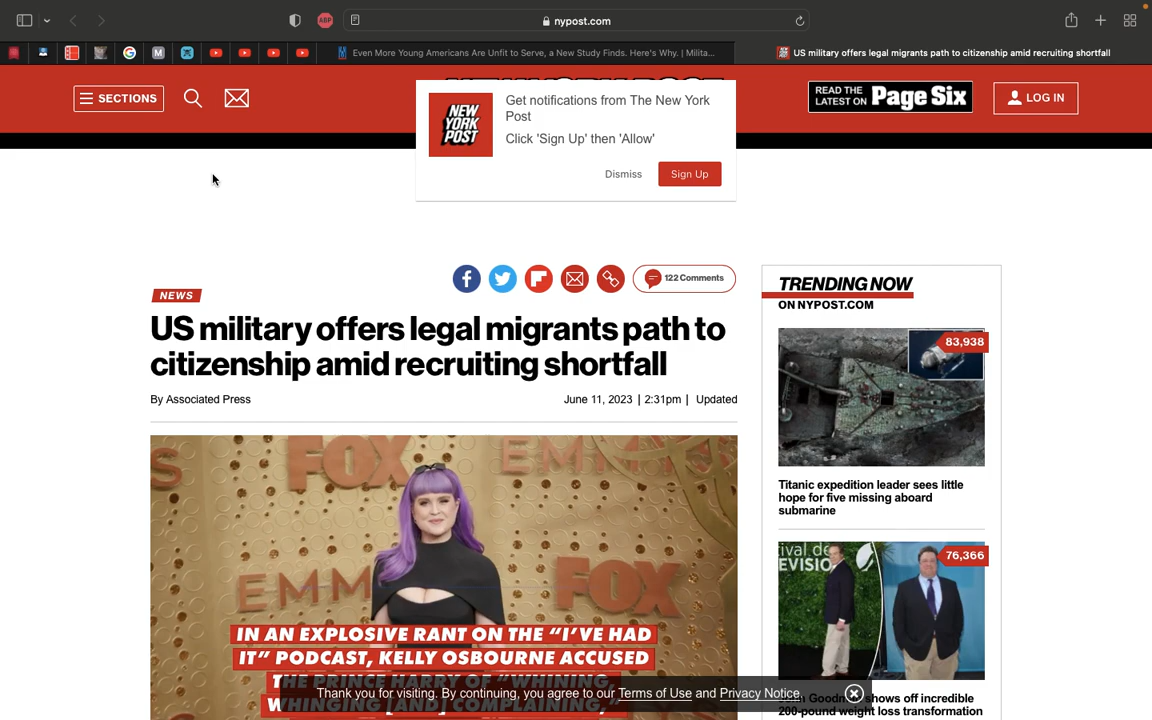 ABP
nypost.com
M
Even More Young Americans Are Unfit to Serve, a New Study Finds. Here's Why. | Milita...
US military offers legal migrants path to citizenship amid recruiting shortfall
SECTIONS
READ THE
LATEST ON
Page Six
LOG IN
NEW
YORK
POST
Get notifications from The New York
Post
Click 'Sign Up' then 'Allow'
Dismiss
Sign Up
122 Comments
NEWS
US military offers legal migrants path to
citizenship amid recruiting shortfall
By Associated Press
June 11, 2023 | 2:31pm | Updated
FOX
EMM
FOX
IN AN EXPLOSIVE RANT ON THE "I'VE HAD
IT" PODCAST, KELLY OSBOURNE ACCUSED
THE PRINCE HARRY OF "WHINING,
WHINGING [AND] COMPLAINING,"
Thank you for visiting. By continuing, you agree to our Terms of Use and Privacy Notice.
TRENDING NOW
ON NYPOST.COM
83,938
Titanic expedition leader sees little
hope for five missing aboard
submarine
76,366
shows off incredible
200-pound weight loss transformation